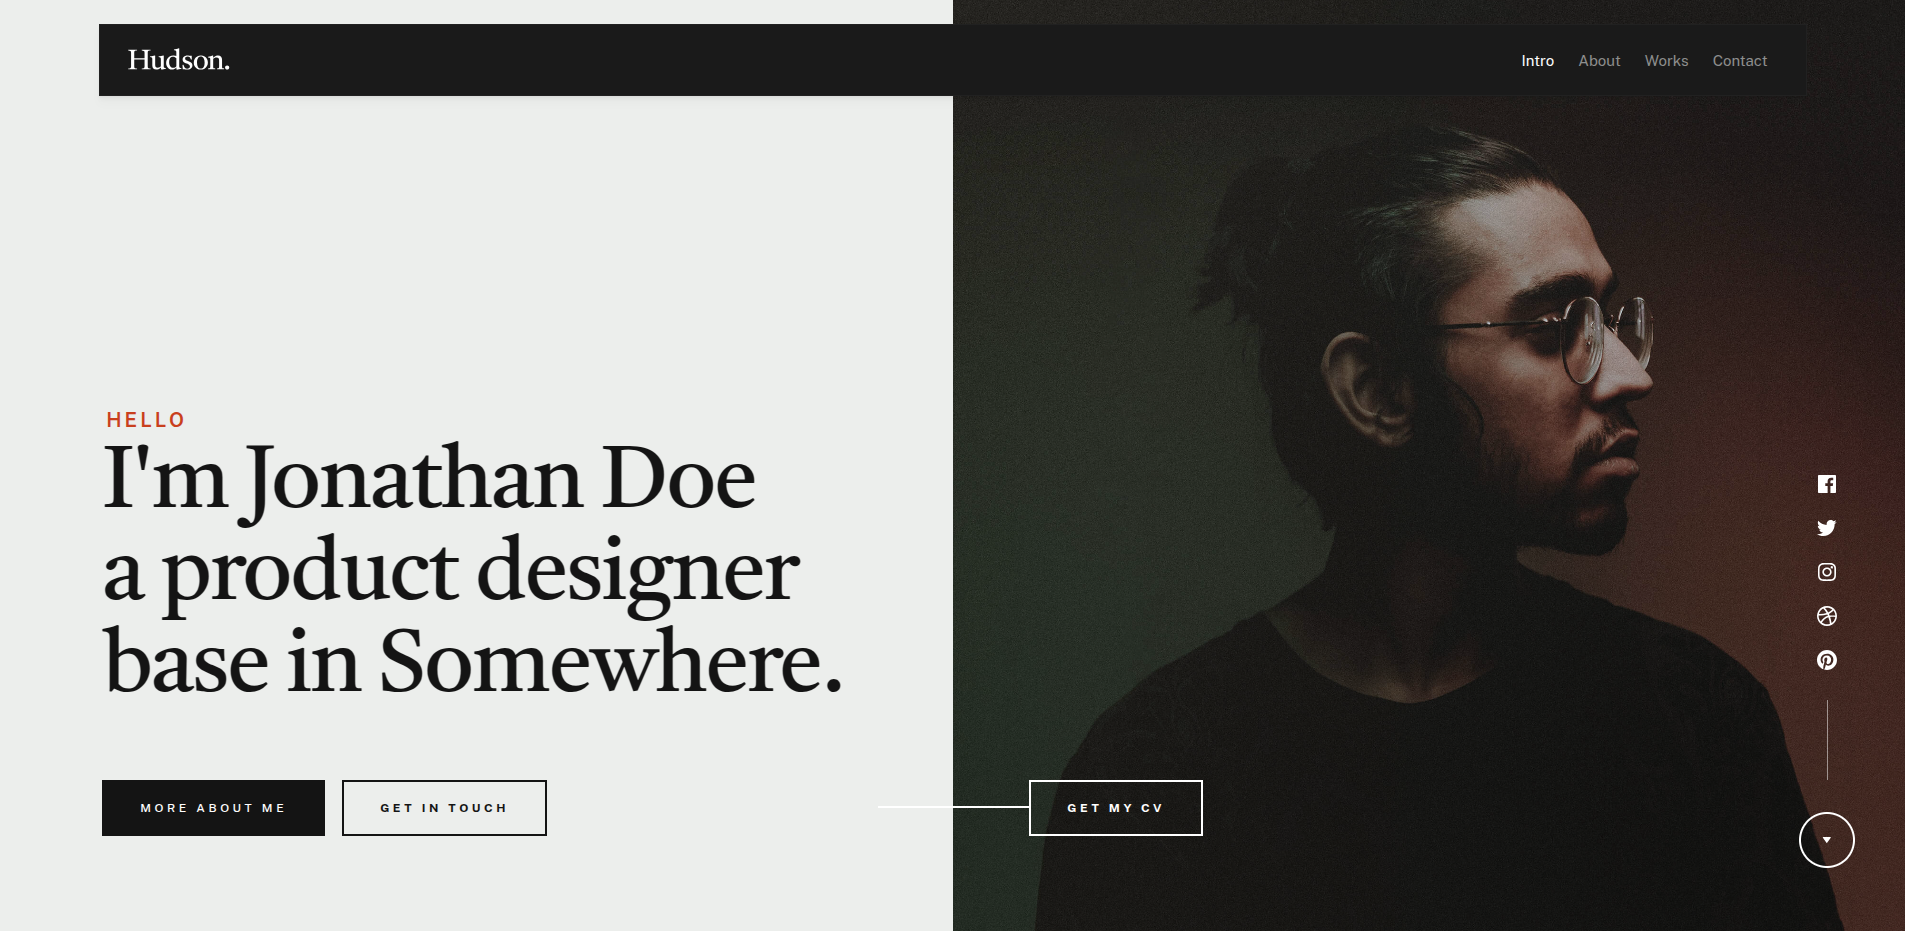 Hudson.
Intro About Works Contact
HELLO
I'm Jonathan Doe
a product designer
base in Somewhere.
MORE ABOUT ME GET IN TOUCH GET MY CV